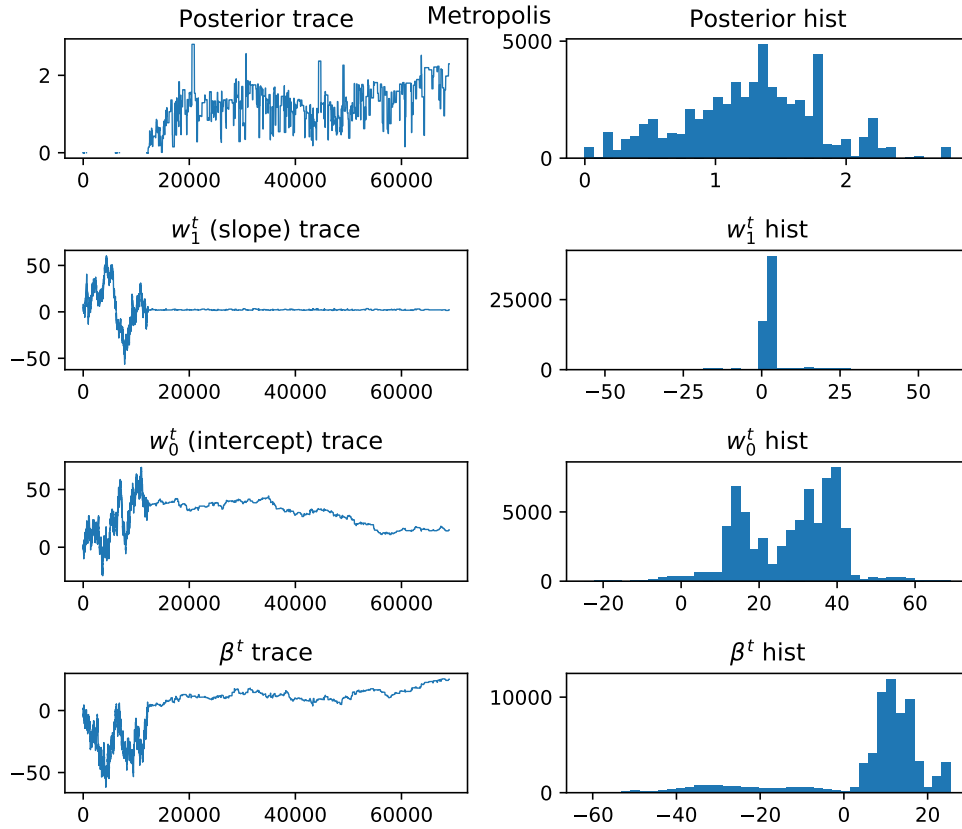 Metropolis
Posterior trace Posterior hist
2
0
0 20000 40000 60000
5000
0
0 1 2
w₁ᵗ (slope) trace w₁ᵗ hist
50
0
−50
0 20000 40000 60000
25000
0
−50 −25 0 25 50
w₀ᵗ (intercept) trace w₀ᵗ hist
50
0
0 20000 40000 60000
5000
0
−20 0 20 40 60
βᵗ trace βᵗ hist
0
−50
0 20000 40000 60000
10000
0
−60 −40 −20 0 20